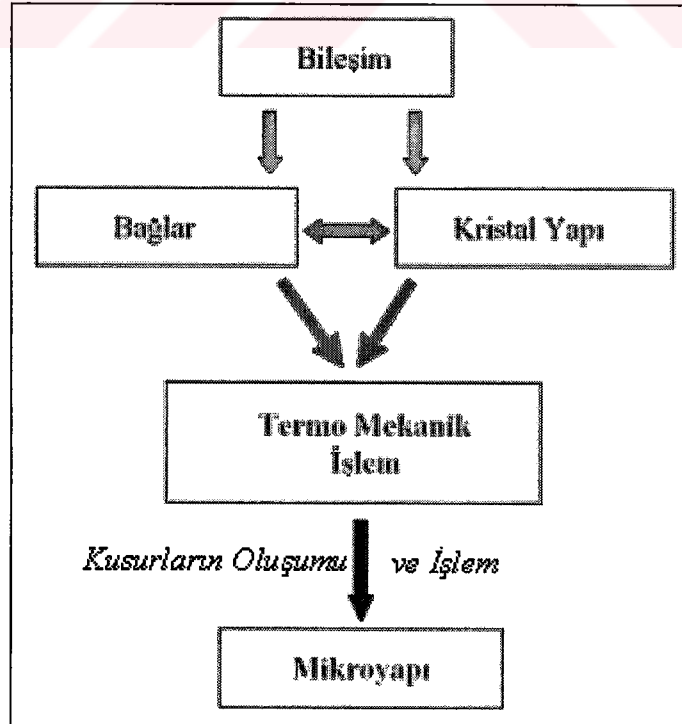 Bileşim
Bağlar
Kristal Yapı
Termo Mekanik
İşlem
Kusurların Oluşumu ve İşlem
Mikroyapı